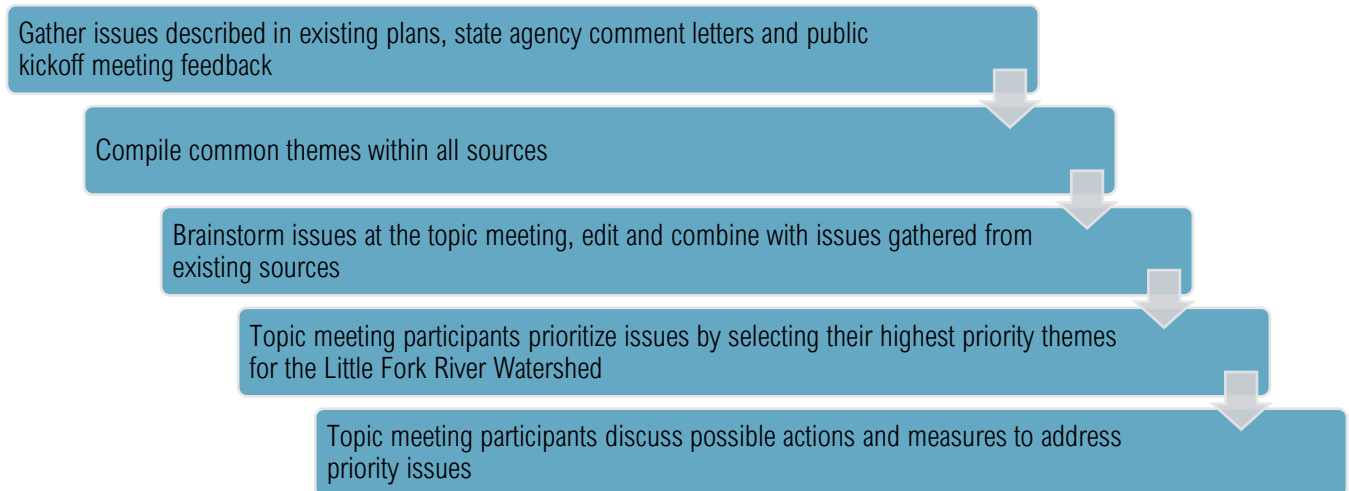 Gather issues described in existing plans, state agency comment letters and public
kickoff meeting feedback
Compile common themes within all sources
Brainstorm issues at the topic meeting, edit and combine with issues gathered from
existing sources
Topic meeting participants prioritize issues by selecting their highest priority themes
for the Little Fork River Watershed
Topic meeting participants discuss possible actions and measures to address
priority issues